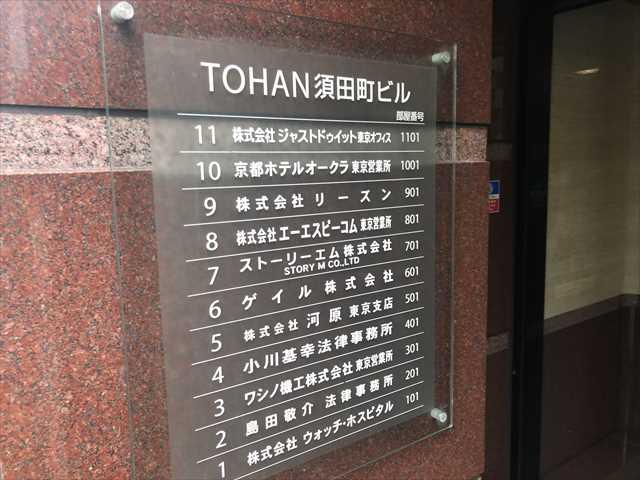 TOHAN 須田町ビル
部屋番号
11 株式会社 ジャストドゥイット 東京オフィス 1101
10 京都ホテルオークラ 東京営業所 1001
9 株式会社 リーズン 901
8 株式会社 エーエスピーコム 東京営業所 801
7 ストーリーエム 株式会社 701
STORY M CO.,LTD
6 ゲイル 株式会社 601
5 株式会社 河原 東京支店 501
4 小川基幸法律事務所 401
3 ワシノ機工株式会社 東京営業所 301
2 島田敬介 法律事務所 201
1 株式会社 ウォッチ・ホスピタル 101